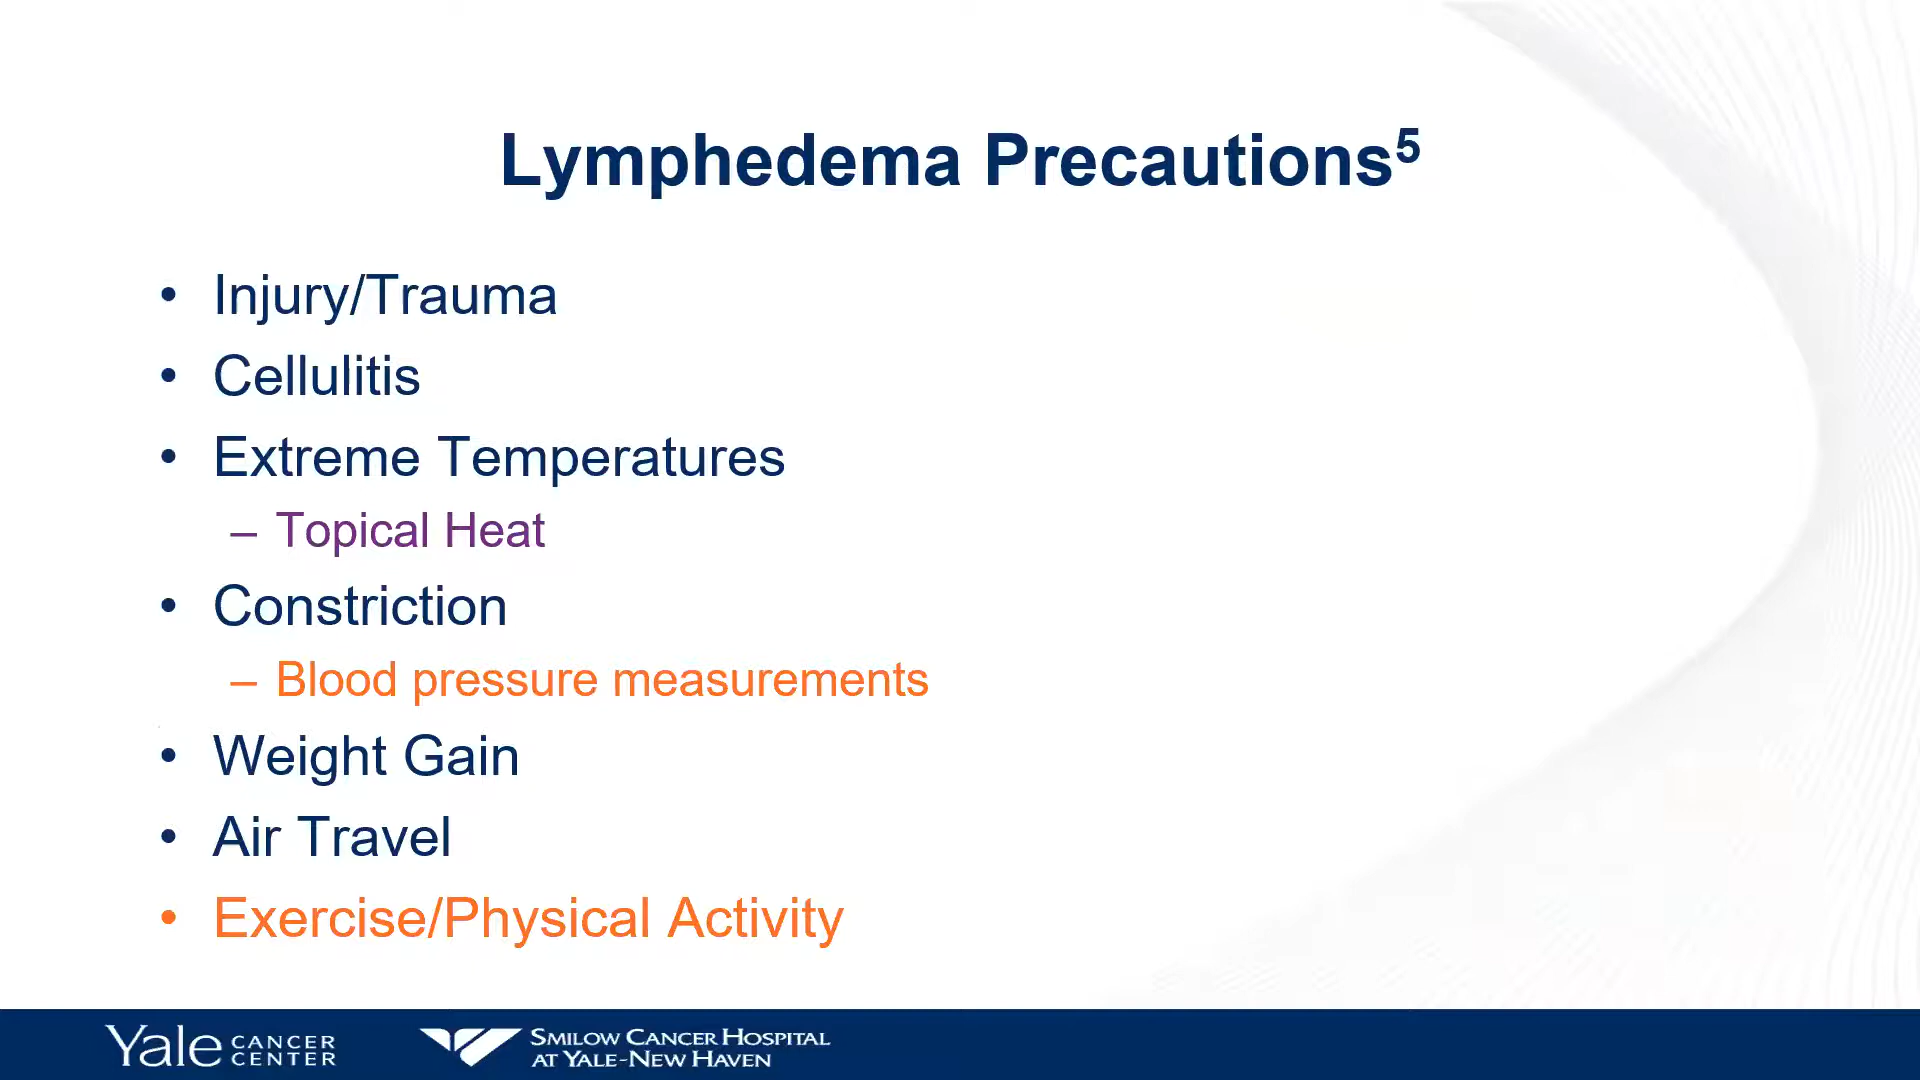 Lymphedema Precautions⁵
• Injury/Trauma
• Cellulitis
• Extreme Temperatures
– Topical Heat
• Constriction
– Blood pressure measurements
• Weight Gain
• Air Travel
• Exercise/Physical Activity
Yale CANCER CENTER
SMILOW CANCER HOSPITAL
AT YALE-NEW HAVEN